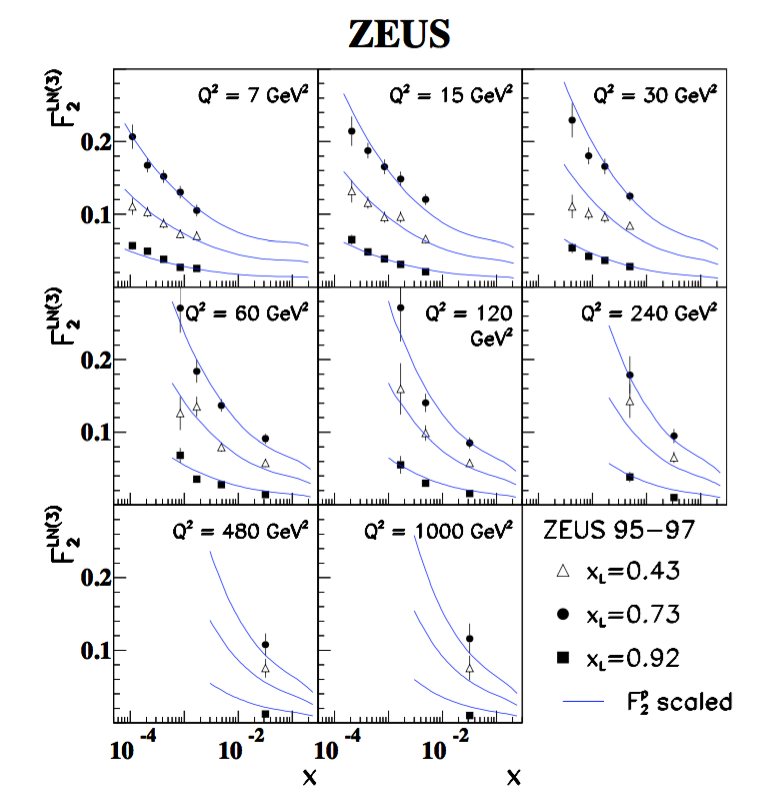 ZEUS
F₂ᴸᴺ⁽³⁾
Q² = 7 GeV²
Q² = 15 GeV²
Q² = 30 GeV²
0.2
0.1
F₂ᴸᴺ⁽³⁾
Q² = 60 GeV²
Q² = 120
GeV²
Q² = 240 GeV²
0.2
0.1
F₂ᴸᴺ⁽³⁾
Q² = 480 GeV²
Q² = 1000 GeV²
0.2
0.1
ZEUS 95−97
x_L=0.43
x_L=0.73
x_L=0.92
F₂ᵖ scaled
10⁻⁴ 10⁻² 10⁻⁴ 10⁻²
x x